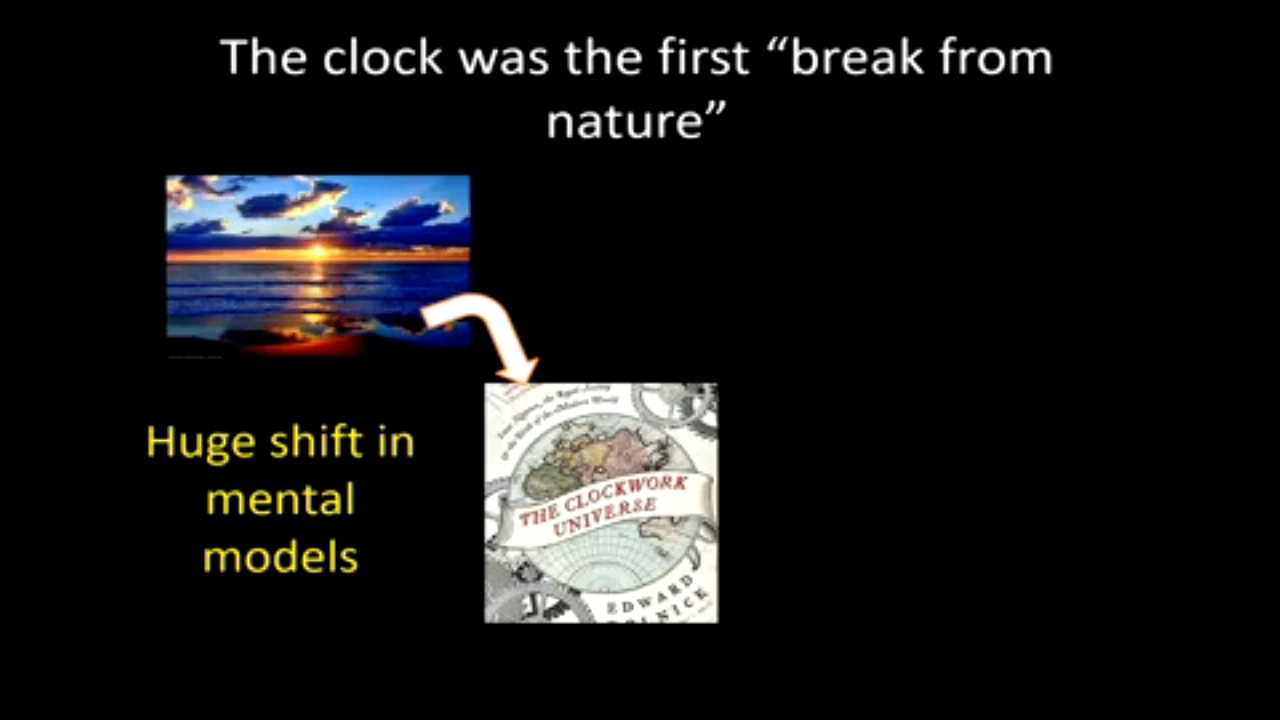 The clock was the first “break from
nature”
Huge shift in
mental
models
THE CLOCKWORK
UNIVERSE
EDWARD